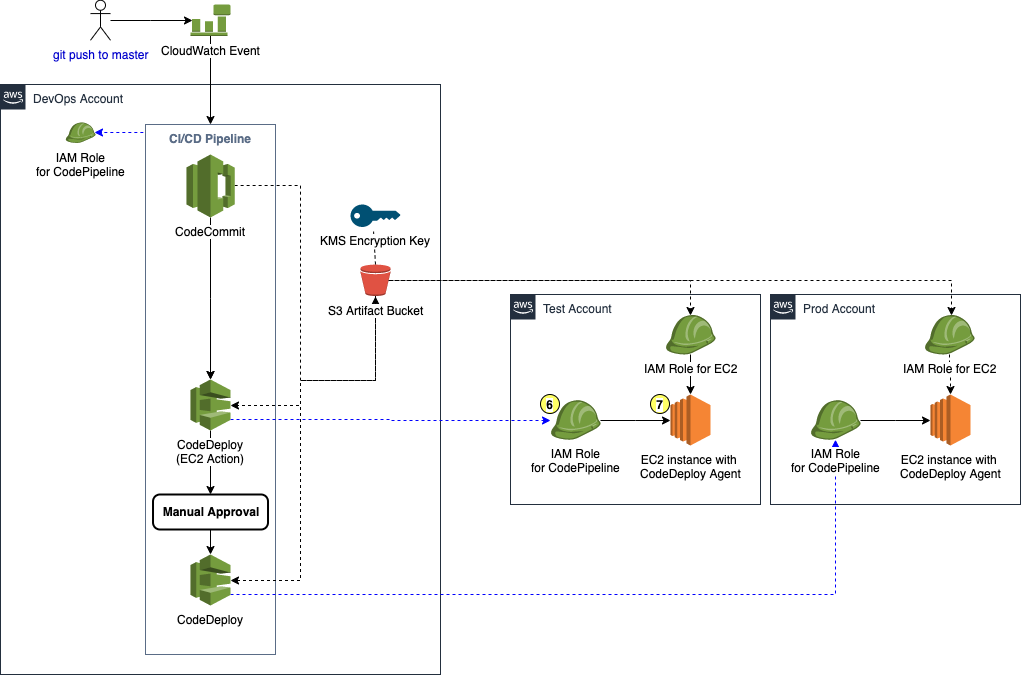 git push to master
CloudWatch Event
aws
DevOps Account
CI/CD Pipeline
IAM Role
for CodePipeline
CodeCommit
KMS Encryption Key
S3 Artifact Bucket
aws
Test Account
aws
Prod Account
IAM Role for EC2
IAM Role for EC2
6
7
CodeDeploy
(EC2 Action)
IAM Role
for CodePipeline
EC2 instance with
CodeDeploy Agent
IAM Role
for CodePipeline
EC2 instance with
CodeDeploy Agent
Manual Approval
CodeDeploy